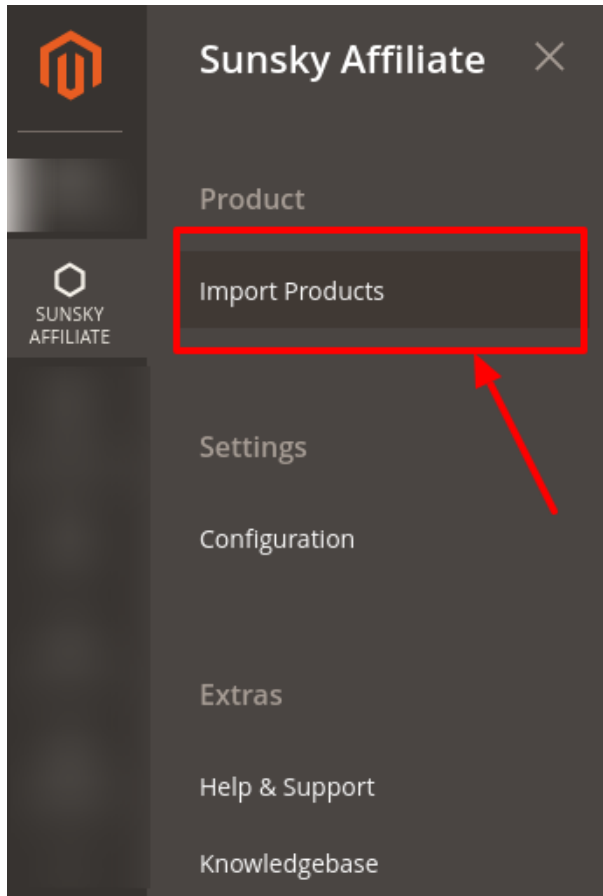 Sunsky Affiliate
Product
Import Products
SUNSKY
AFFILIATE
Settings
Configuration
Extras
Help & Support
Knowledgebase